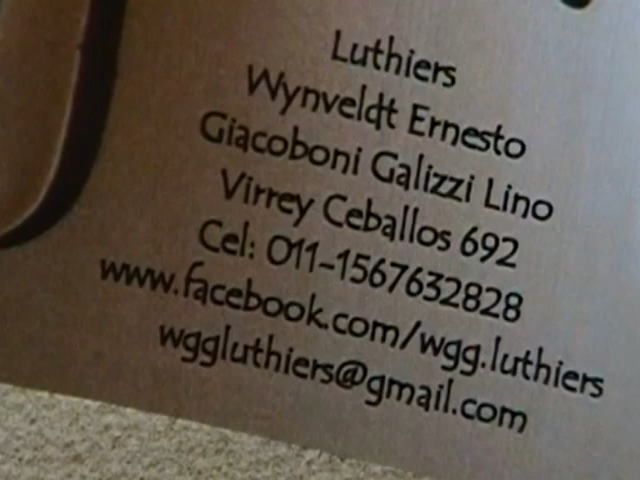 Luthiers
Wynveldt Ernesto
Giacoboni Galizzi Lino
Virrey Ceballos 692
Cel: 011-1567632828
www.facebook.com/wgg.luthiers
wggluthiers@gmail.com